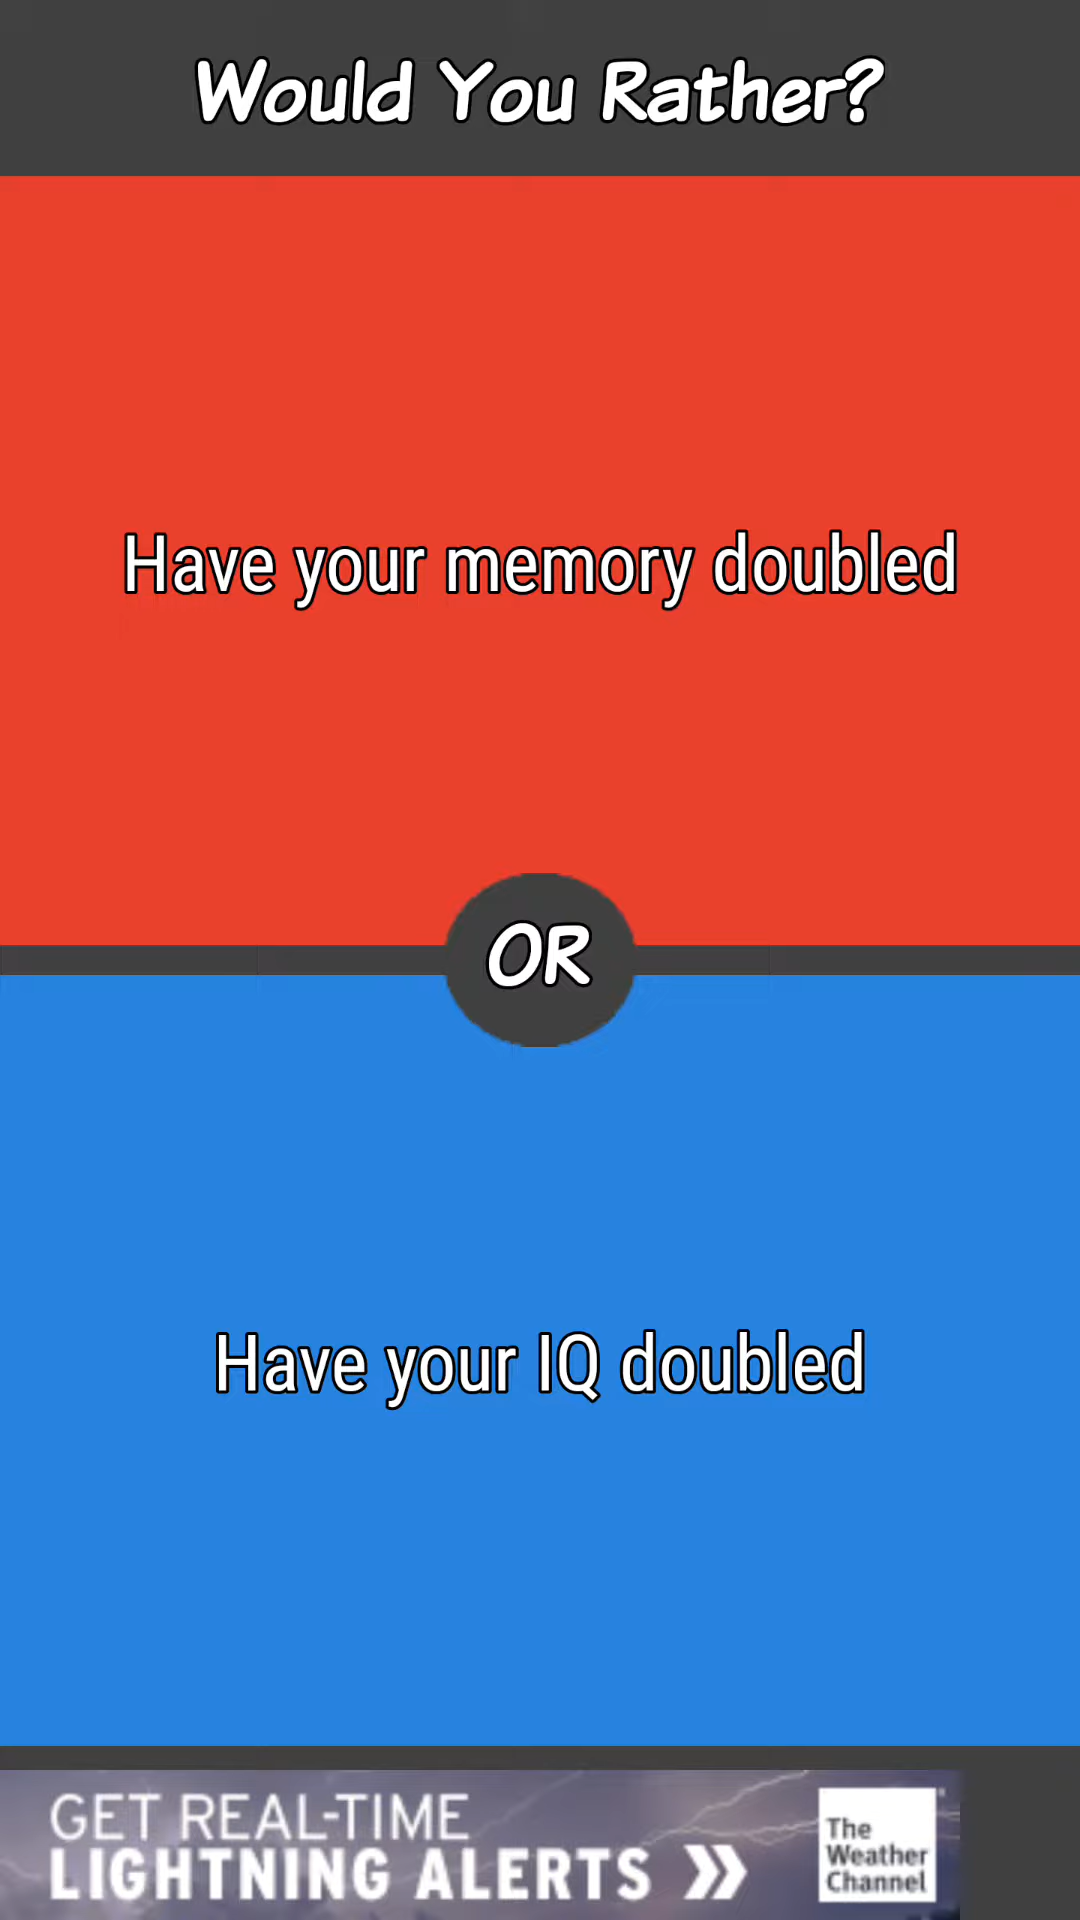 Would You Rather?
Have your memory doubled
OR
Have your IQ doubled
GET REAL-TIME
LIGHTNING ALERTS »
The
Weather
Channel